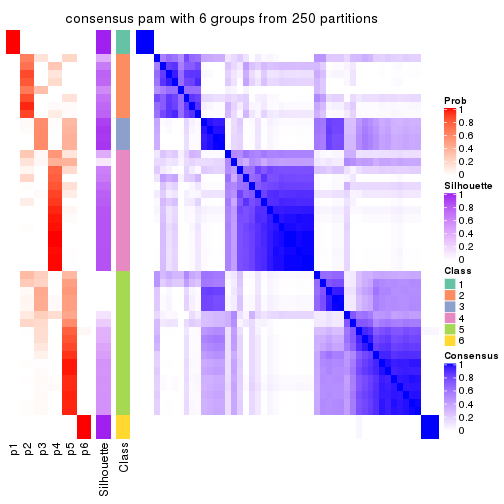 consensus pam with 6 groups from 250 partitions
Prob
1
0.8
0.6
0.4
0.2
0
Silhouette
1
0.8
0.6
0.4
0.2
0
Class
1
2
3
4
5
6
Consensus
1
0.8
0.6
0.4
0.2
0
p1
p2
p3
p4
p5
p6
Silhouette
Class